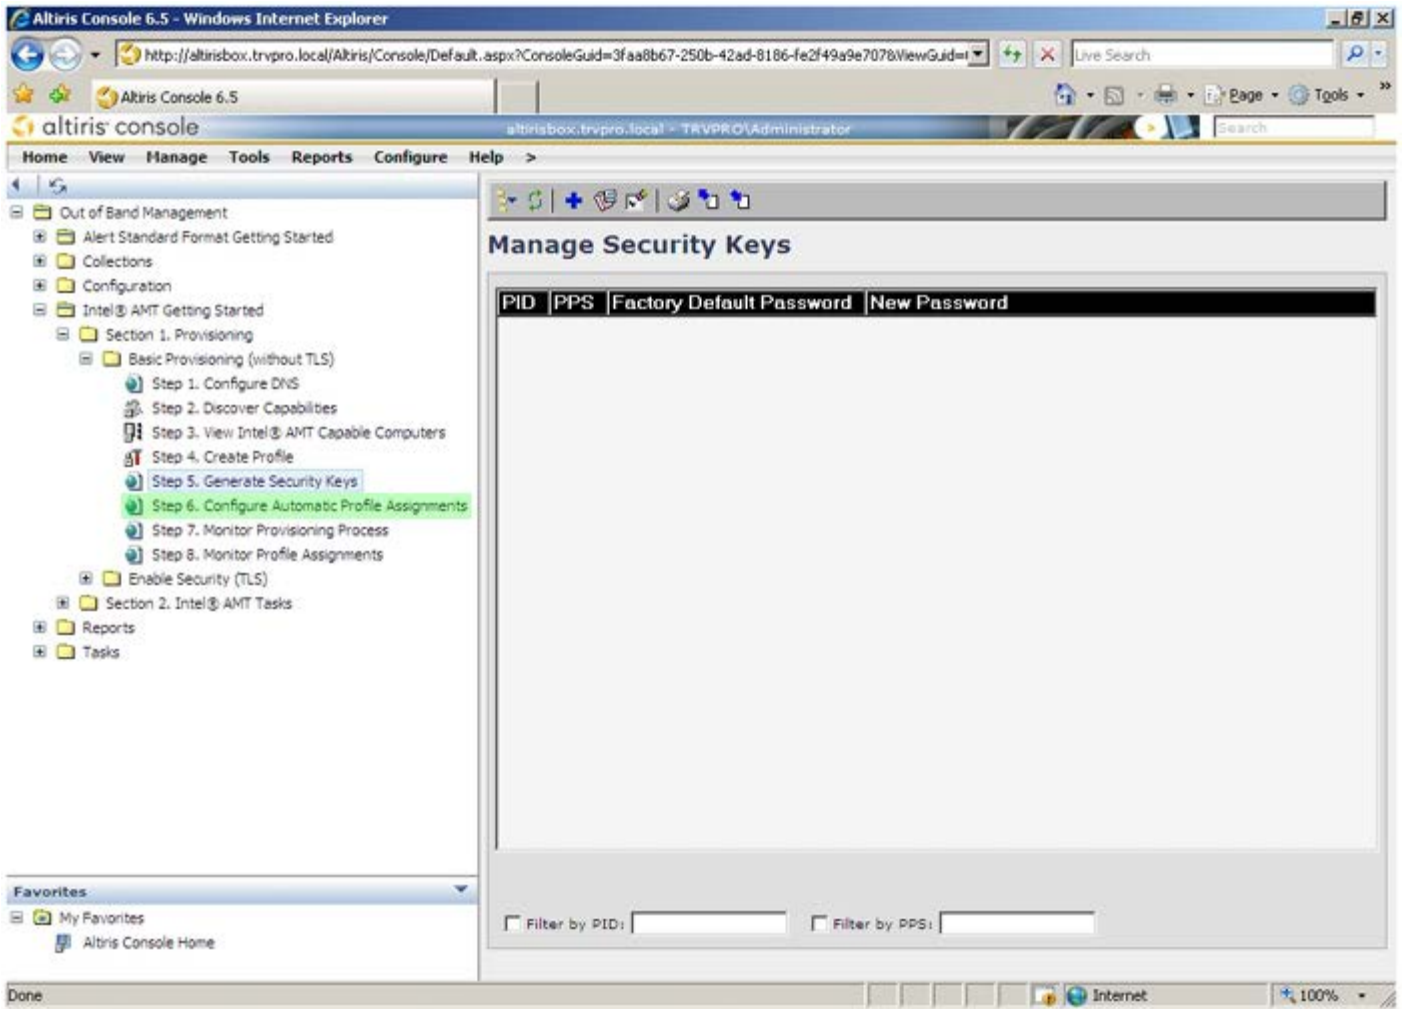 Altiris Console 6.5 - Windows Internet Explorer
http://altirisbox.trvpro.local/Altiris/Console/Default.aspx?ConsoleGuid=3faa8b67-250b-42ad-8186-fe2f49a9e707&ViewGuid=
Live Search
Altiris Console 6.5
Page
Tools
altiris console
altirisbox.trvpro.local - TRVPRO\Administrator
Search
Home View Manage Tools Reports Configure Help >
Out of Band Management
Alert Standard Format Getting Started
Collections
Configuration
Intel® AMT Getting Started
Section 1. Provisioning
Basic Provisioning (without TLS)
Step 1. Configure DNS
Step 2. Discover Capabilities
Step 3. View Intel® AMT Capable Computers
Step 4. Create Profile
Step 5. Generate Security Keys
Step 6. Configure Automatic Profile Assignments
Step 7. Monitor Provisioning Process
Step 8. Monitor Profile Assignments
Enable Security (TLS)
Section 2. Intel® AMT Tasks
Reports
Tasks
Manage Security Keys
PID PPS Factory Default Password New Password
Favorites
My Favorites
Altiris Console Home
Filter by PID:
Filter by PPS:
Done
Internet
100%